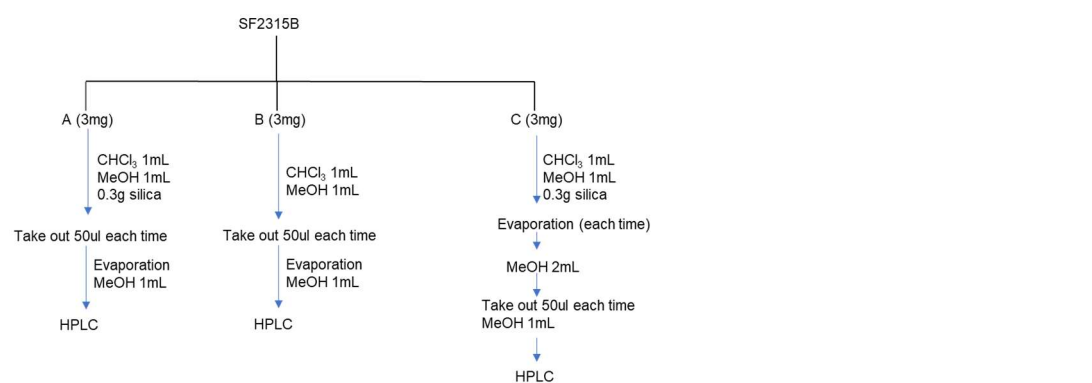 SF2315B
A (3mg)
CHCl₃ 1mL
MeOH 1mL
0.3g silica
Take out 50ul each time
Evaporation
MeOH 1mL
HPLC
B (3mg)
CHCl₃ 1mL
MeOH 1mL
Take out 50ul each time
Evaporation
MeOH 1mL
HPLC
C (3mg)
CHCl₃ 1mL
MeOH 1mL
0.3g silica
Evaporation (each time)
MeOH 2mL
Take out 50ul each time
MeOH 1mL
HPLC